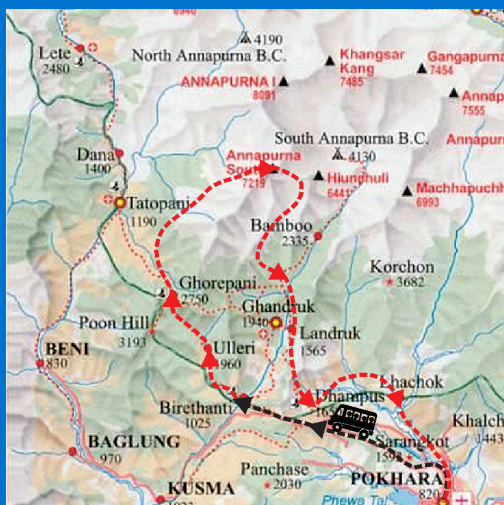 6940
4190
Lete
2480
North Annapurna B.C.
Khangsar
Kang
7485
Gangapurna
7454
ANNAPURNA I
8091
Annap
7555
South Annapurna B.C.
4130
Annapurn
Dana
1400
Annapurna
South
7219
Hiunchuli
6441
Machhapuchh
6993
Tatopani
1190
Bamboo
2335
Korchon
3682
Ghorepani
2750
Ghandruk
1940
Poon Hill
3193
Landruk
1565
Ulleri
1960
BENI
830
Lhachok
Dhampus
165
Birethanti
1025
Khalch
1443
BAGLUNG
970
Sarangkot
1592
Panchase
2030
POKHARA
820
KUSMA
Phewa Tal